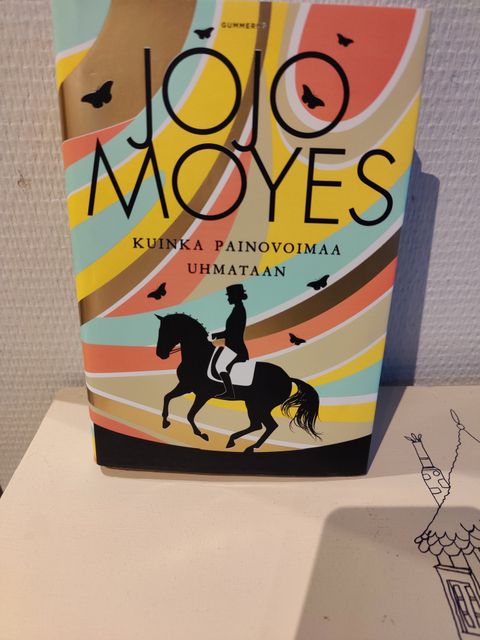 GUMMERUS
JOJO
MOYES
KUINKA PAINOVOIMAA
UHMATAAN